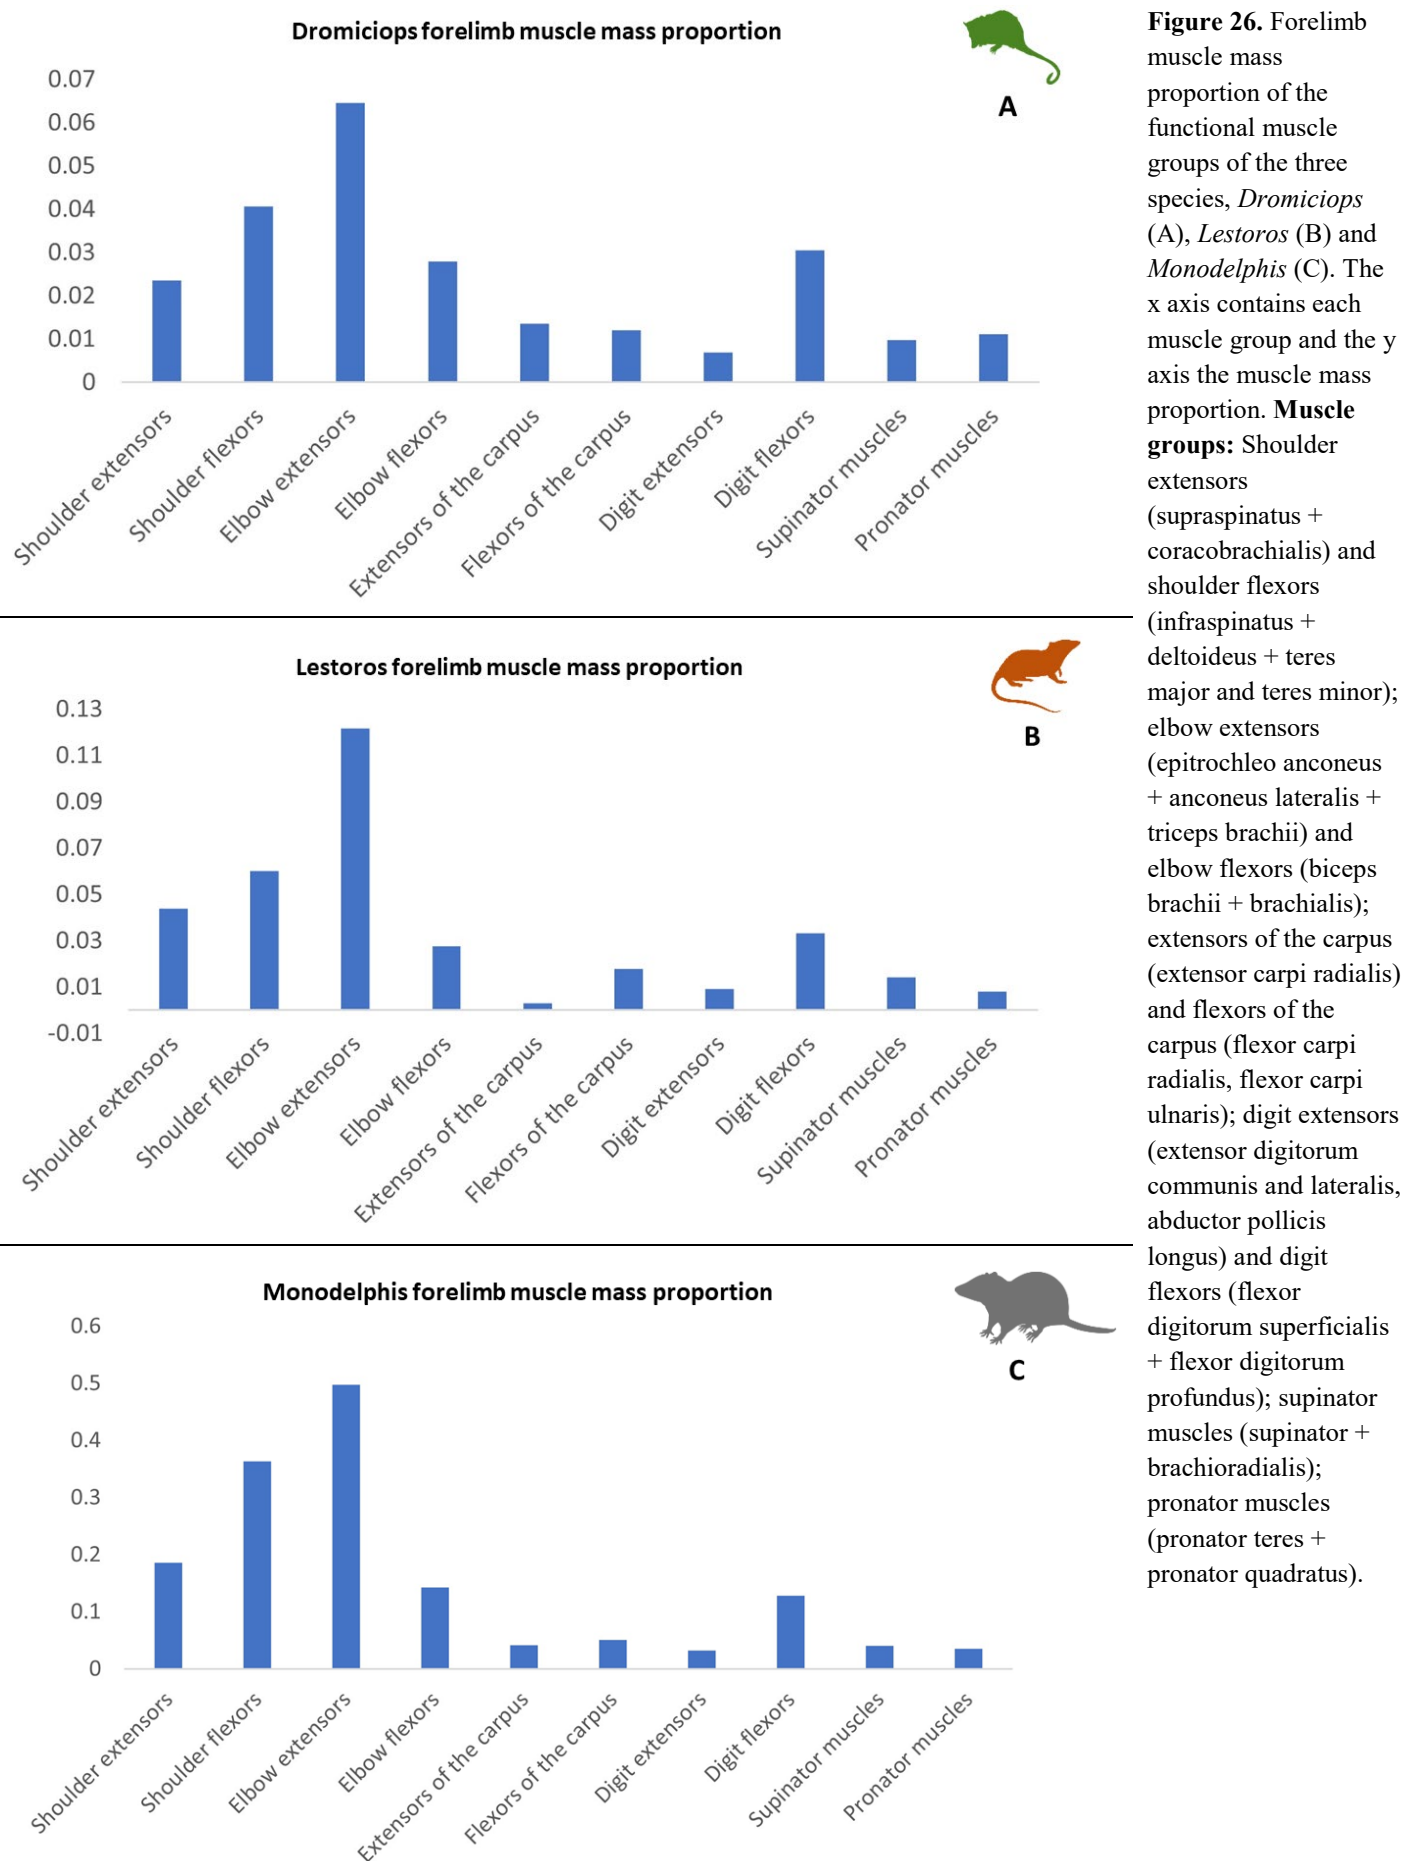 Dromiciops forelimb muscle mass proportion
A
0.07
0.06
0.05
0.04
0.03
0.02
0.01
0
Shoulder extensors
Shoulder flexors
Elbow extensors
Elbow flexors
Extensors of the carpus
Flexors of the carpus
Digit extensors
Digit flexors
Supinator muscles
Pronator muscles
Lestoros forelimb muscle mass proportion
B
0.13
0.11
0.09
0.07
0.05
0.03
0.01
-0.01
Shoulder extensors
Shoulder flexors
Elbow extensors
Elbow flexors
Extensors of the carpus
Flexors of the carpus
Digit extensors
Digit flexors
Supinator muscles
Pronator muscles
Monodelphis forelimb muscle mass proportion
C
0.6
0.5
0.4
0.3
0.2
0.1
0
Shoulder extensors
Shoulder flexors
Elbow extensors
Elbow flexors
Extensors of the carpus
Flexors of the carpus
Digit extensors
Digit flexors
Supinator muscles
Pronator muscles
Figure 26. Forelimb
muscle mass
proportion of the
functional muscle
groups of the three
species, Dromiciops
(A), Lestoros (B) and
Monodelphis (C). The
x axis contains each
muscle group and the y
axis the muscle mass
proportion. Muscle
groups: Shoulder
extensors
(supraspinatus +
coracobrachialis) and
shoulder flexors
(infraspinatus +
deltoideus + teres
major and teres minor);
elbow extensors
(epitrochleo anconeus
+ anconeus lateralis +
triceps brachii) and
elbow flexors (biceps
brachii + brachialis);
extensors of the carpus
(extensor carpi radialis)
and flexors of the
carpus (flexor carpi
radialis, flexor carpi
ulnaris); digit extensors
(extensor digitorum
communis and lateralis,
abductor pollicis
longus) and digit
flexors (flexor
digitorum superficialis
+ flexor digitorum
profundus); supinator
muscles (supinator +
brachioradialis);
pronator muscles
(pronator teres +
pronator quadratus).